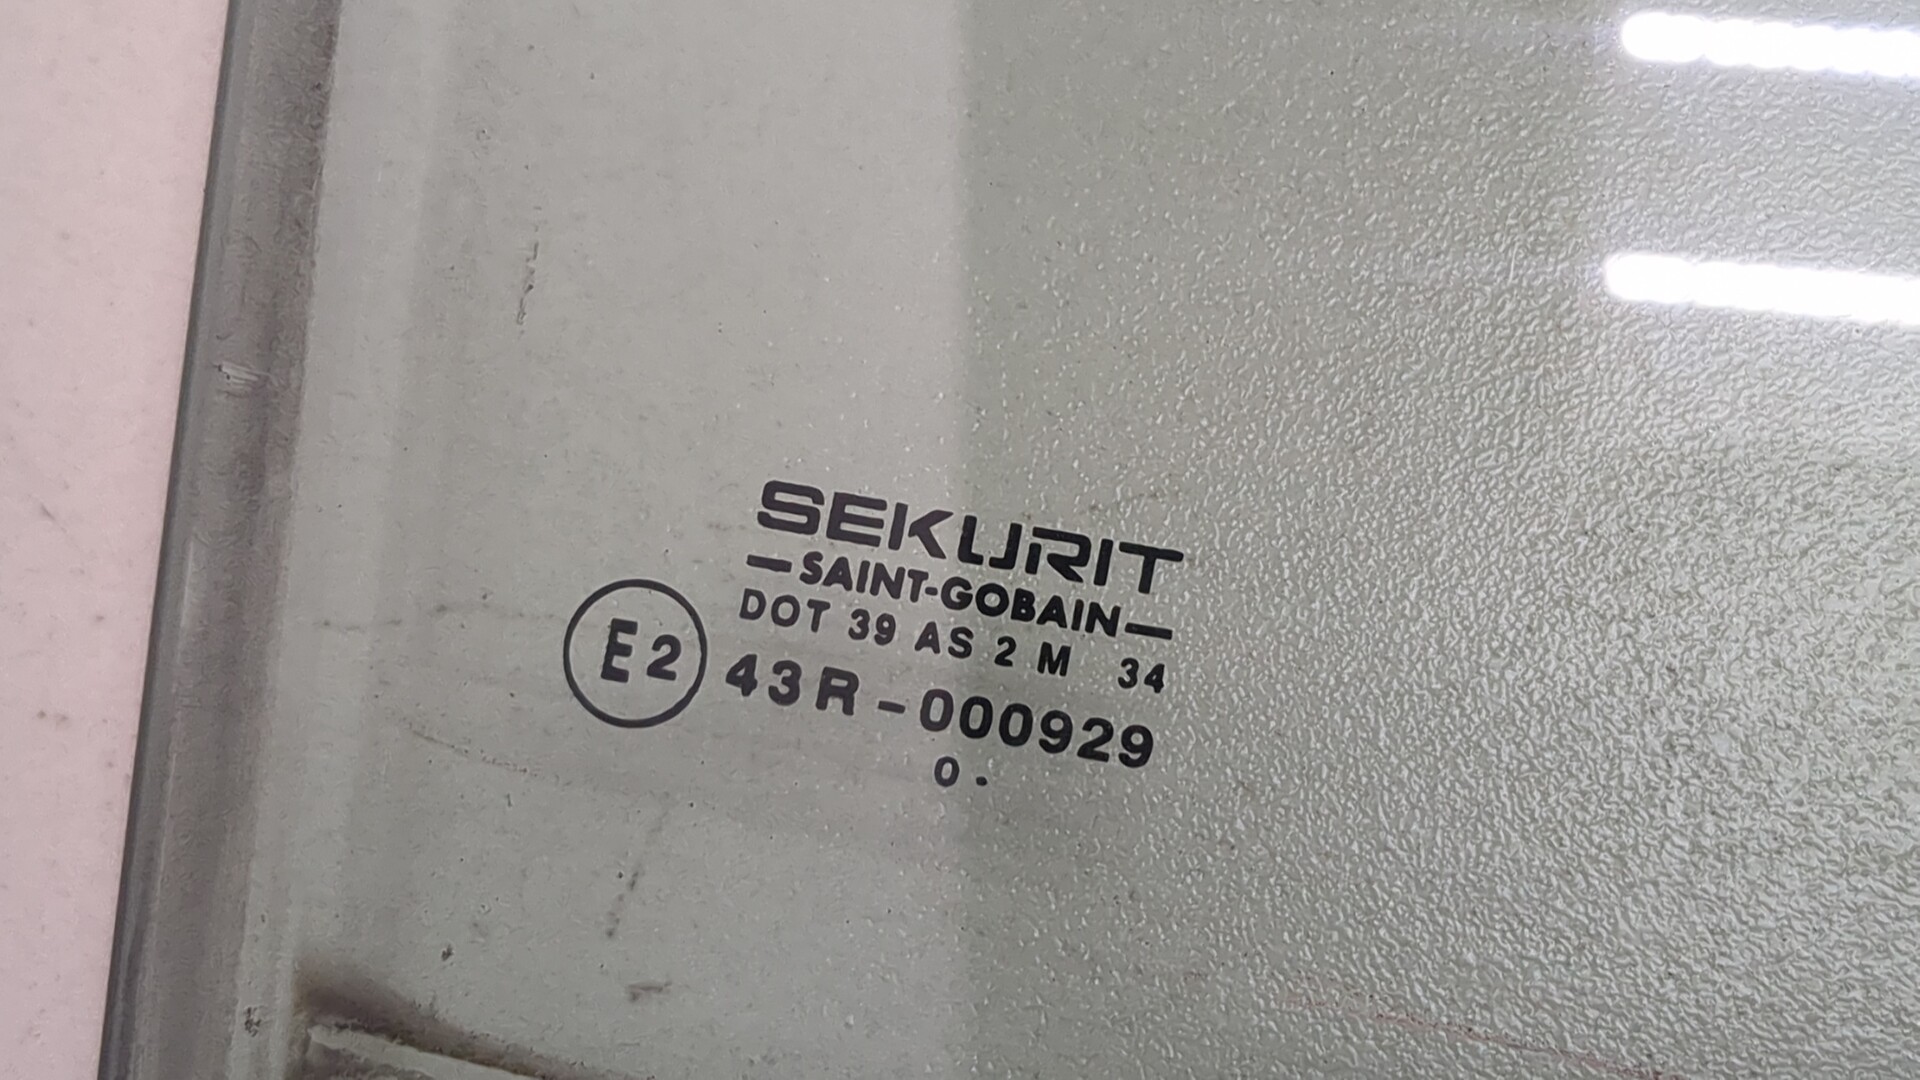 SEKURIT
—SAINT-GOBAIN—
DOT 39 AS 2 M 34
E2 43R-000929
0 .